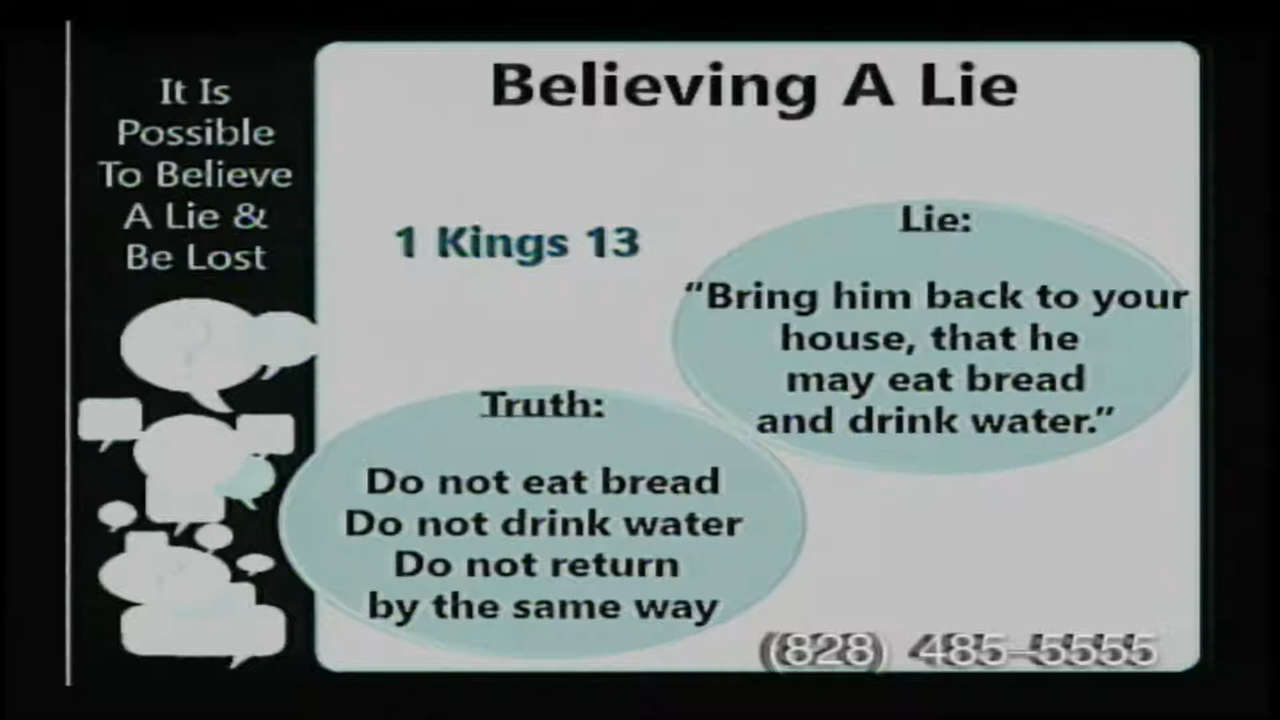 It Is
Possible
To Believe
A Lie &
Be Lost
Believing A Lie
1 Kings 13
Lie:
“Bring him back to your
house, that he
may eat bread
and drink water.”
Truth:
Do not eat bread
Do not drink water
Do not return
by the same way
(828) 485-5555